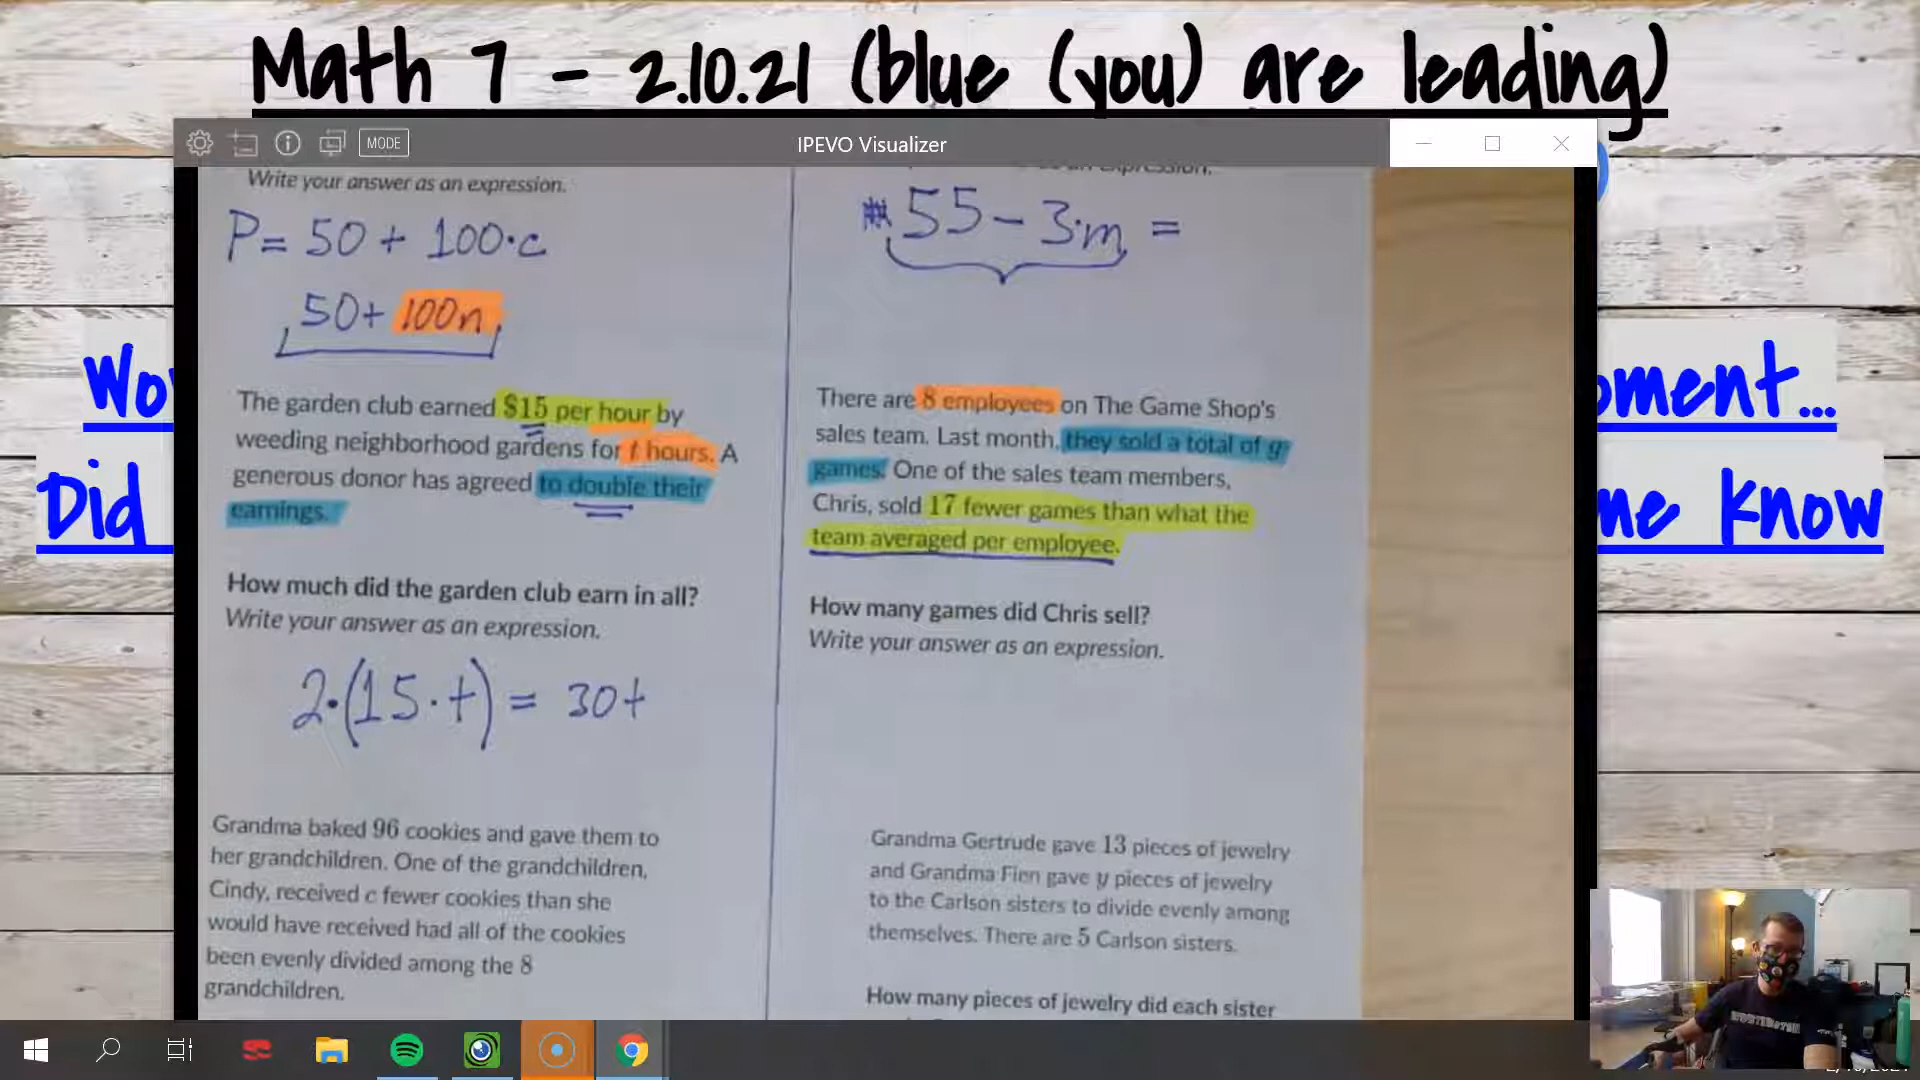 Math 7 - 2.10.21 (blue (you) are leading)
MODE
IPEVO Visualizer
Write your answer as an expression.
P = 50 + 100·c
50+ 100n
The garden club earned $15 per hour by
weeding neighborhood gardens for t hours. A
generous donor has agreed to double their
earnings.
How much did the garden club earn in all?
Write your answer as an expression.
2·(15·t) = 30t
Grandma baked 96 cookies and gave them to
her grandchildren. One of the grandchildren,
Cindy, received c fewer cookies than she
would have received had all of the cookies
been evenly divided among the 8
grandchildren.
expression.
55 - 3·m =
There are 8 employees on The Game Shop's
sales team. Last month, they sold a total of g
games. One of the sales team members,
Chris, sold 17 fewer games than what the
team averaged per employee.
How many games did Chris sell?
Write your answer as an expression.
Grandma Gertrude gave 13 pieces of jewelry
and Grandma Fien gave y pieces of jewelry
to the Carlson sisters to divide evenly among
themselves. There are 5 Carlson sisters.
How many pieces of jewelry did each sister
Did
Know